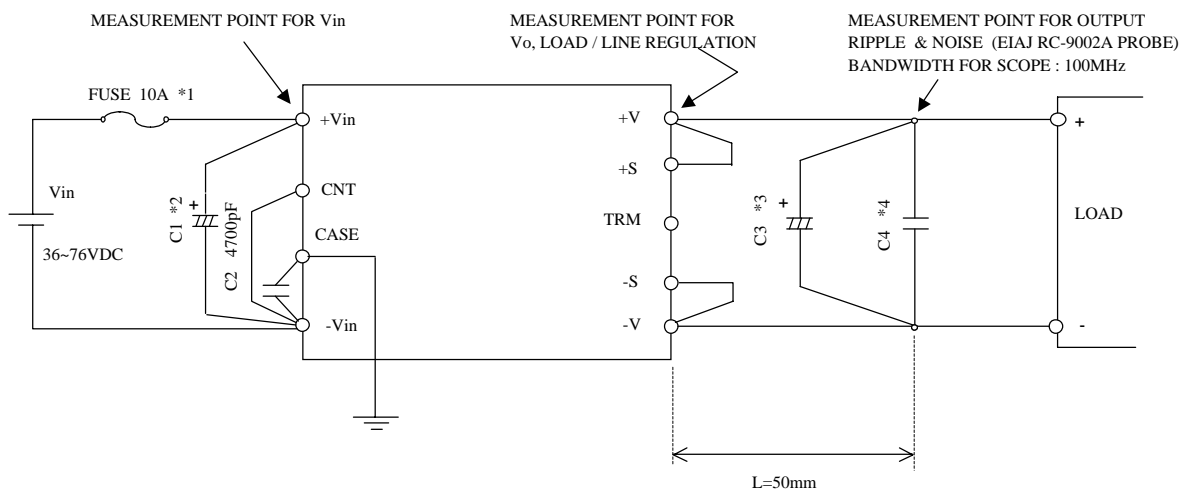 MEASUREMENT POINT FOR Vin
MEASUREMENT POINT FOR
Vo, LOAD / LINE REGULATION
MEASUREMENT POINT FOR OUTPUT
RIPPLE & NOISE (EIAJ RC-9002A PROBE)
BANDWIDTH FOR SCOPE : 100MHz
FUSE 10A *1
+Vin
+V
+
+S
Vin
C1 *2
+
CNT
C2 4700pF
TRM
C3 *3
+
C4 *4
LOAD
CASE
36~76VDC
-S
-Vin
-V
-
L=50mm